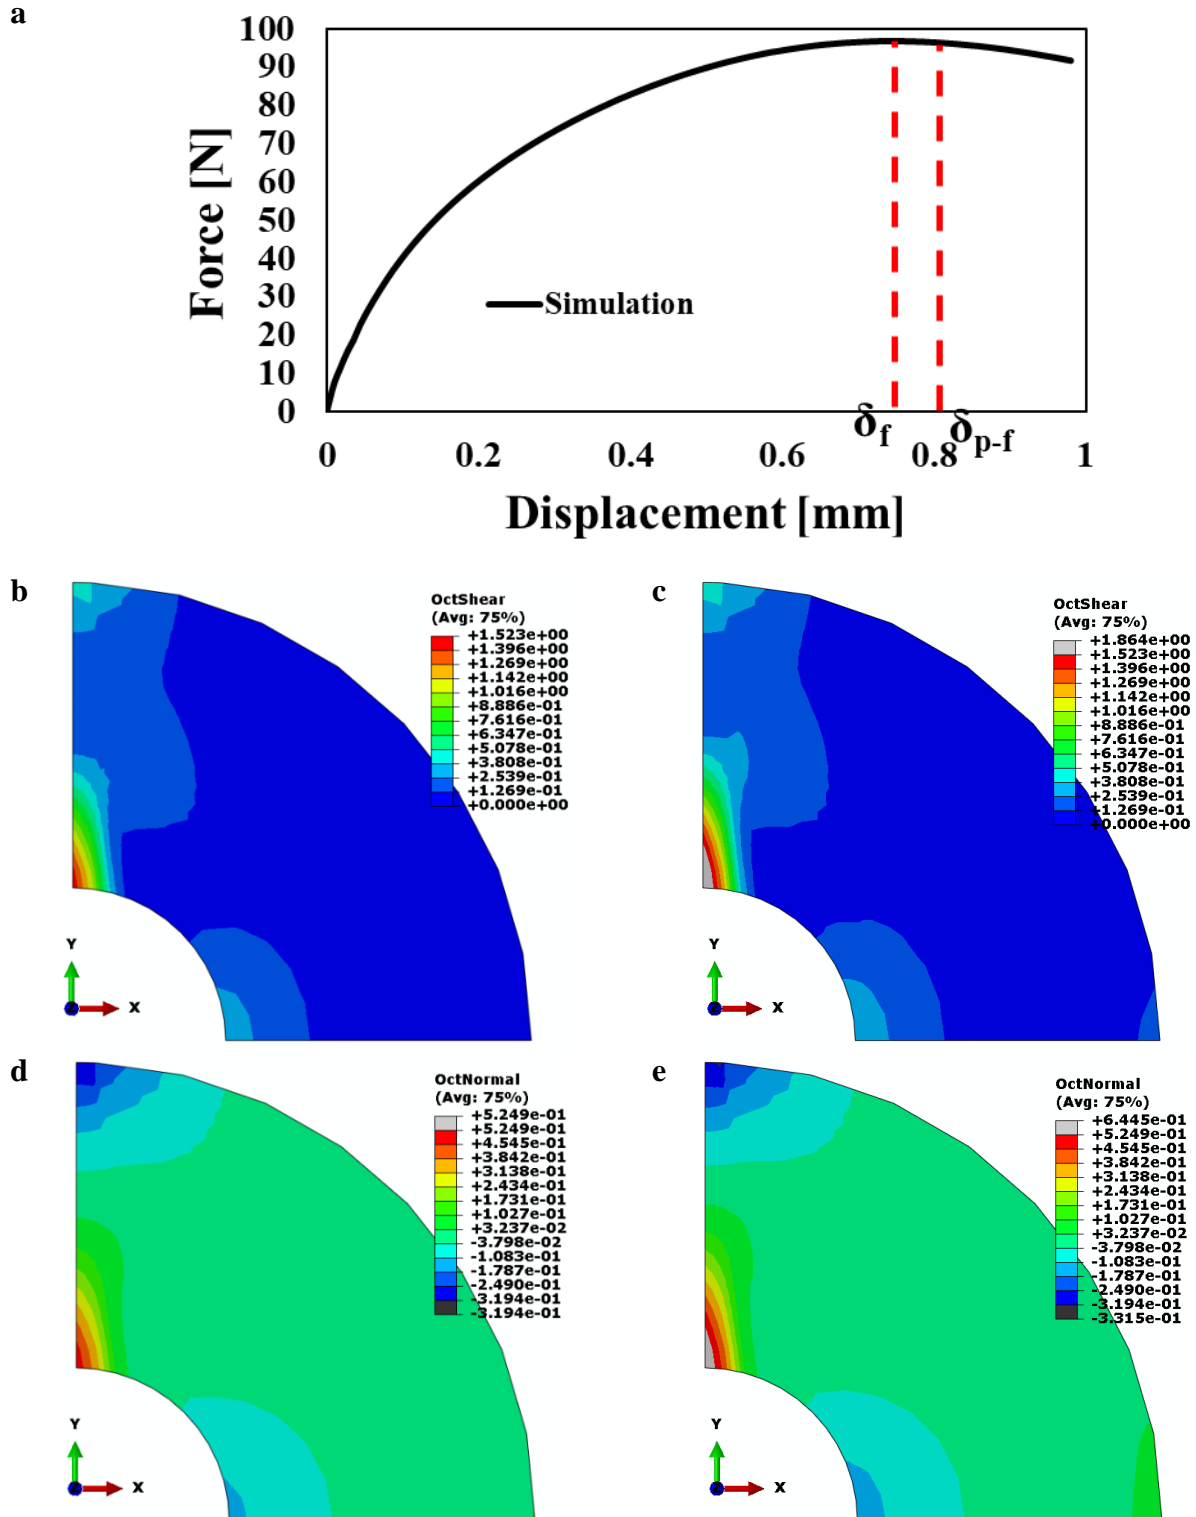 a
100
90
80
70
60
50
40
30
20
10
0
Force [N]
Simulation
δf
δp-f
0 0.2 0.4 0.6 0.8 1
Displacement [mm]
b
OctShear
(Avg: 75%)
+1.523e+00
+1.396e+00
+1.269e+00
+1.142e+00
+1.016e+00
+8.886e-01
+7.616e-01
+6.347e-01
+5.078e-01
+3.808e-01
+2.539e-01
+1.269e-01
+0.000e+00
Y
Z
X
c
OctShear
(Avg: 75%)
+1.864e+00
+1.523e+00
+1.396e+00
+1.269e+00
+1.142e+00
+1.016e+00
+8.886e-01
+7.616e-01
+6.347e-01
+5.078e-01
+3.808e-01
+2.539e-01
+1.269e-01
+0.000e+00
Y
Z
X
d
OctNormal
(Avg: 75%)
+5.249e-01
+5.249e-01
+4.545e-01
+3.842e-01
+3.138e-01
+2.434e-01
+1.731e-01
+1.027e-01
+3.237e-02
-3.798e-02
-1.083e-01
-1.787e-01
-2.490e-01
-3.194e-01
-3.194e-01
Y
Z
X
e
OctNormal
(Avg: 75%)
+6.445e-01
+5.249e-01
+4.545e-01
+3.842e-01
+3.138e-01
+2.434e-01
+1.731e-01
+1.027e-01
+3.237e-02
-3.798e-02
-1.083e-01
-1.787e-01
-2.490e-01
-3.194e-01
-3.315e-01
Y
Z
X